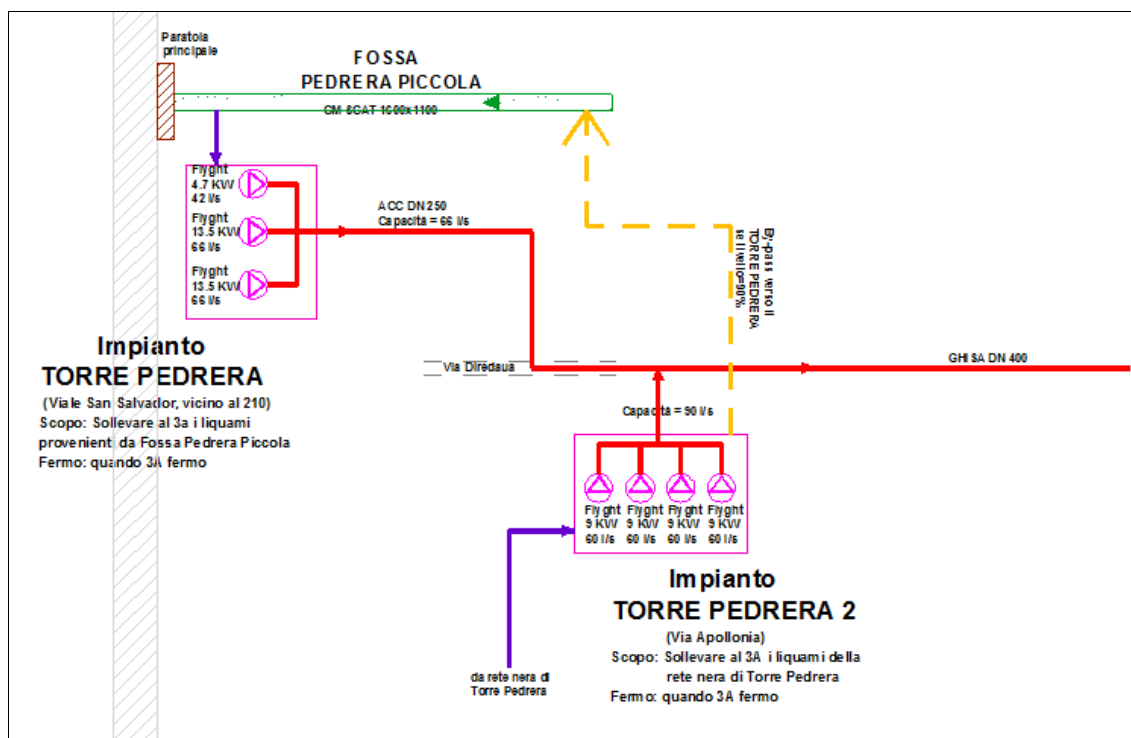 Paratoia
principale
FOSSA
PEDRERA PICCOLA
CM SCAT 1600x1100
Flyght
4.7 KW
42 l/s
Flyght
13.5 KW
66 l/s
Flyght
13.5 KW
66 l/s
ACC DN 250
Capacità = 66 l/s
By-pass verso il
TORRE PEDRERA
se livello=90%
Impianto
TORRE PEDRERA
(Viale San Salvador, vicino al 210)
Scopo: Sollevare al 3a i liquami
provenienti da Fossa Pedrera Piccola
Fermo: quando 3A fermo
Via Diredaua
GHISA DN 400
Capacità = 90 l/s
Flyght Flyght Flyght Flyght
9 KW 9 KW 9 KW 9 KW
60 l/s 60 l/s 60 l/s 60 l/s
Impianto
TORRE PEDRERA 2
(Via Apollonia)
Scopo: Sollevare al 3A i liquami della
rete nera di Torre Pedrera
Fermo: quando 3A fermo
da rete nera di
Torre Pedrera